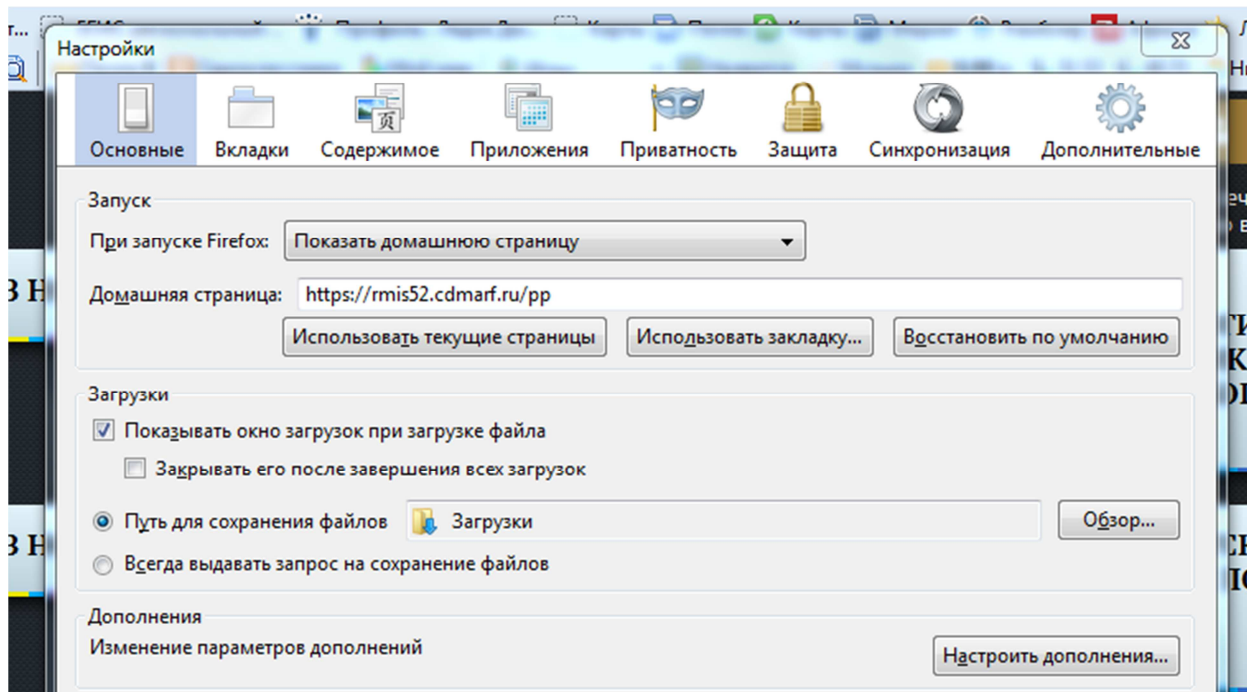 Настройки
Основные Вкладки Содержимое Приложения Приватность Защита Синхронизация Дополнительные
Запуск
При запуске Firefox: Показать домашнюю страницу
Домашняя страница: https://rmis52.cdmarf.ru/pp
Использовать текущие страницы Использовать закладку... Восстановить по умолчанию
Загрузки
Показывать окно загрузок при загрузке файла
Закрывать его после завершения всех загрузок
Путь для сохранения файлов Загрузки Обзор...
Всегда выдавать запрос на сохранение файлов
Дополнения
Изменение параметров дополнений Настроить дополнения...